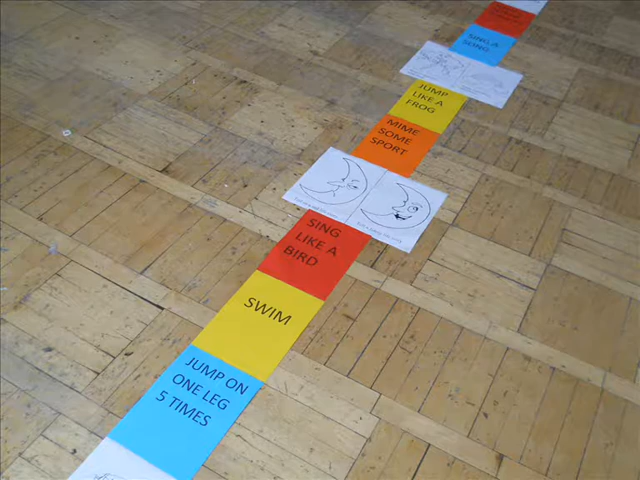 SING A
SONG
JUMP
LIKE A
FROG
MIME
SOME
SPORT
SING
LIKE A
BIRD
SWIM
JUMP ON
ONE LEG
5 TIMES